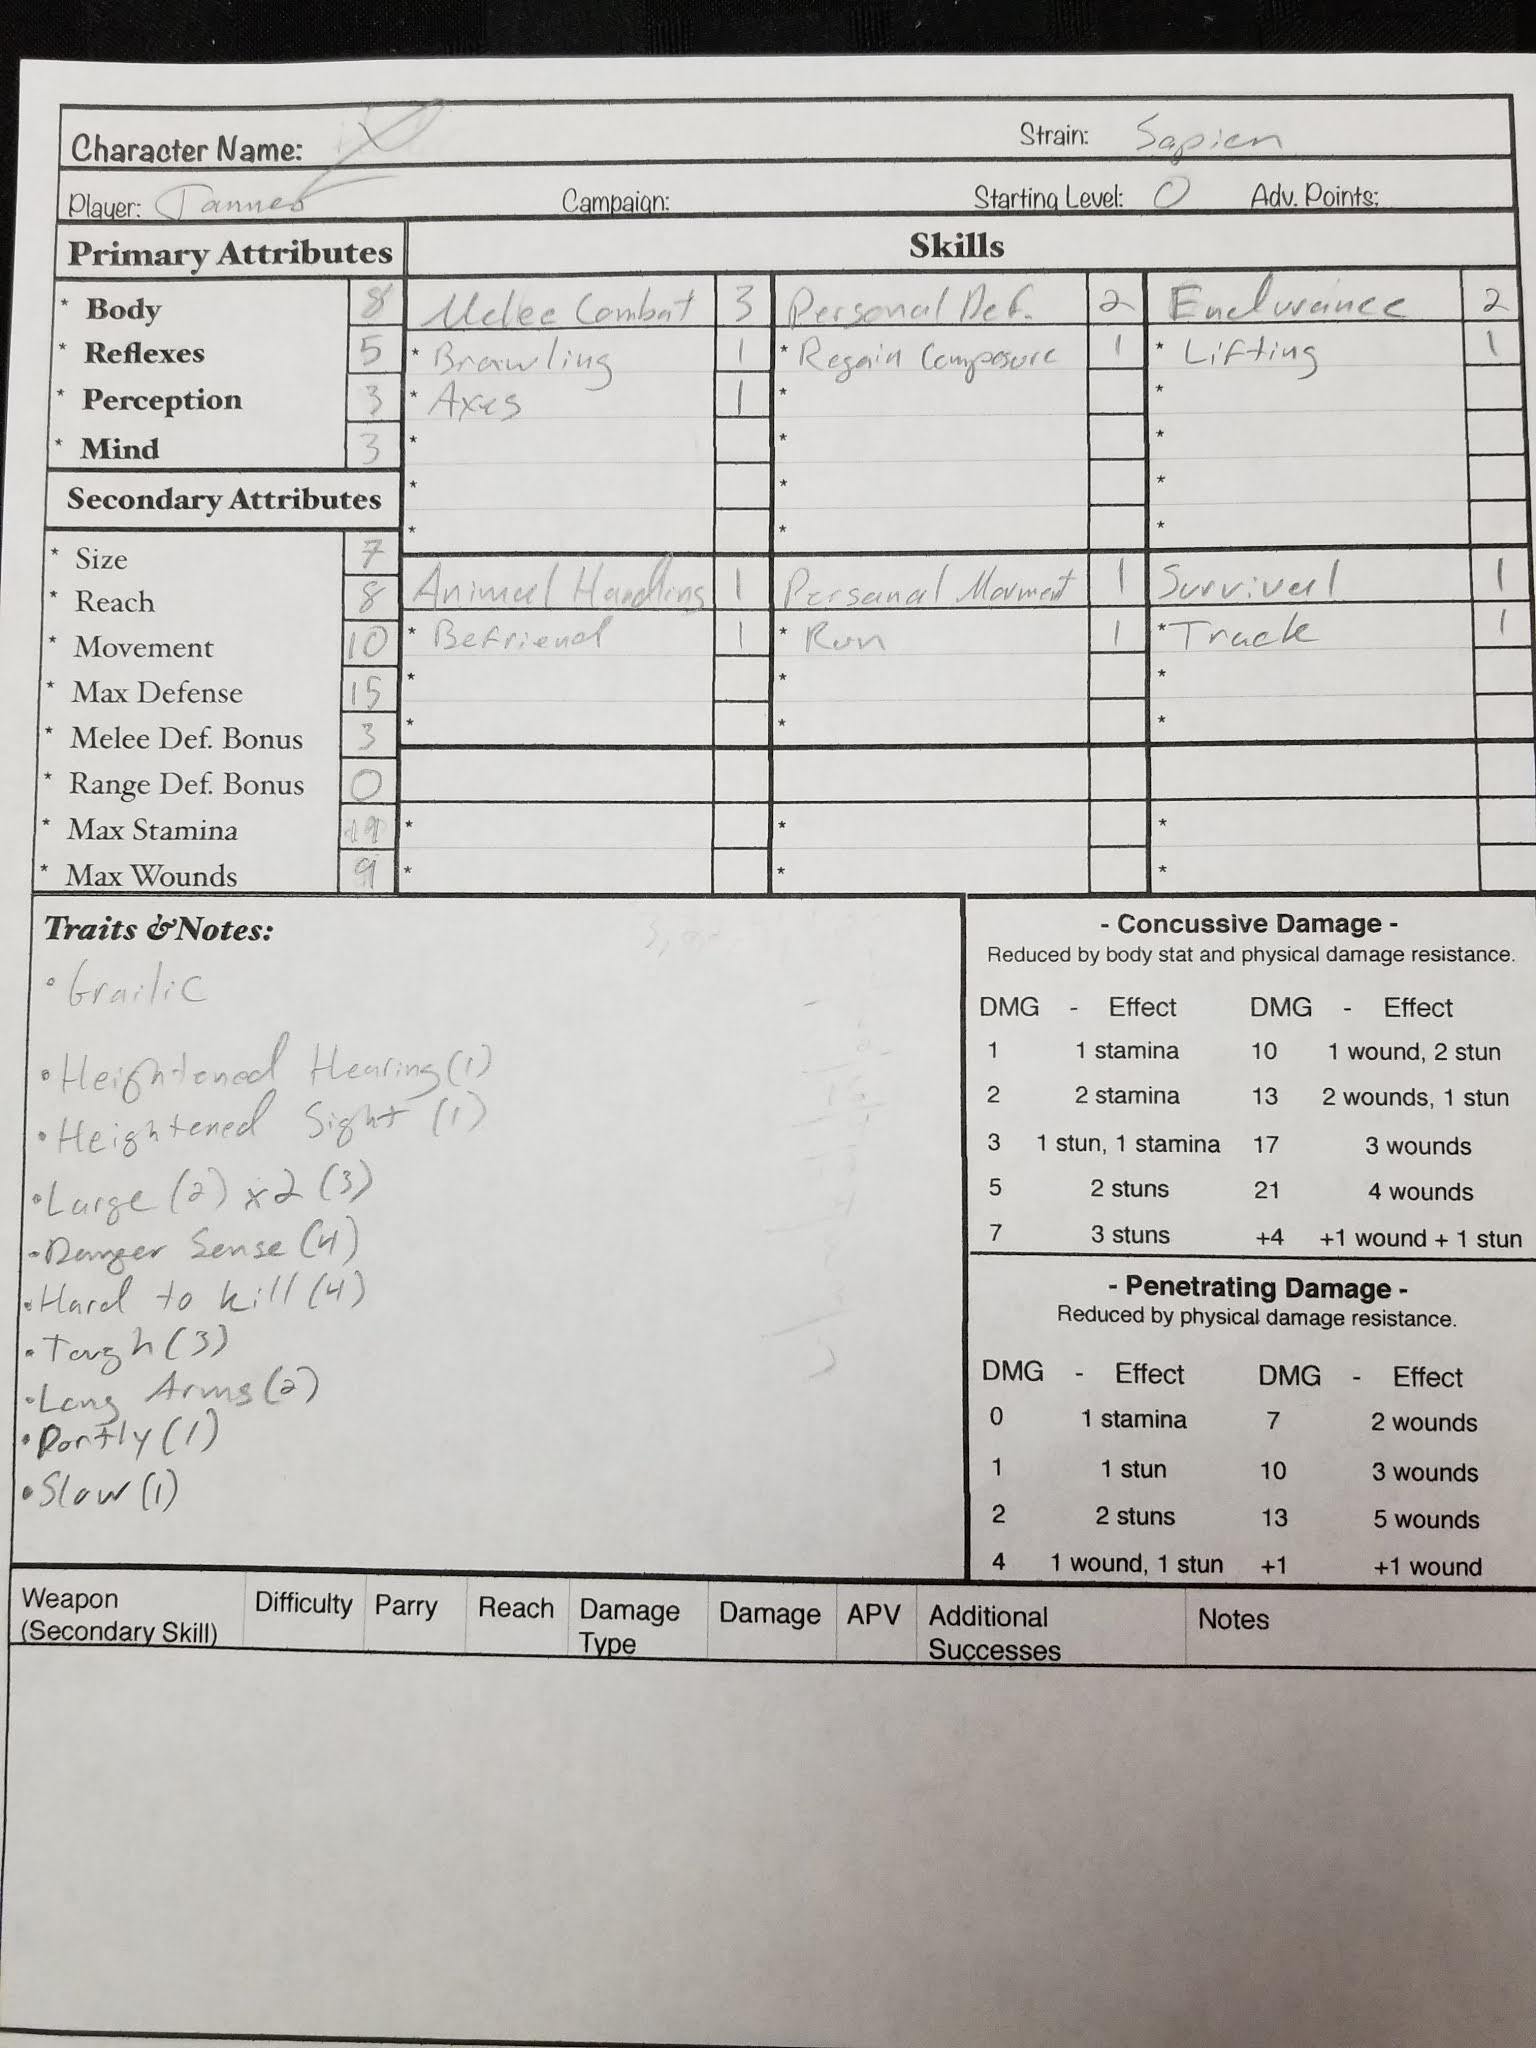 Character Name: Strain: Sapien
Player: Tanner Campaign: Starting Level: 0 Adv. Points:
Primary Attributes Skills
* Body 8 Melee Combat 3 Personal Def. 2 Endurance 2
* Reflexes 5 * Brawling 1 * Regain Composure 1 * Lifting 1
* Perception 3 * Axes 1 * *
* Mind 3 * * *
Secondary Attributes * * *
* * *
* Size 7 Animal Handling 1 Personal Movment 1 Survival 1
* Reach 8
* Movement 10 * Befriend 1 * Run 1 * Track 1
* Max Defense 15 * * *
* Melee Def. Bonus 3 * * *
* Range Def. Bonus 0
* Max Stamina 19 * * *
* Max Wounds 9 * * *
Traits & Notes:
• Heightened Hearing (1)
• Heightened Sight (1)
• Large (2) x2 (3)
• Danger Sense (4)
• Hard to kill (4)
• Tough (3)
• Long Arms (2)
• Portly (1)
• Slow (1)
- Concussive Damage -
Reduced by body stat and physical damage resistance.
DMG - Effect DMG - Effect
1 1 stamina 10 1 wound, 2 stun
2 2 stamina 13 2 wounds, 1 stun
3 1 stun, 1 stamina 17 3 wounds
5 2 stuns 21 4 wounds
7 3 stuns +4 +1 wound + 1 stun
- Penetrating Damage -
Reduced by physical damage resistance.
DMG - Effect DMG - Effect
0 1 stamina 7 2 wounds
1 1 stun 10 3 wounds
2 2 stuns 13 5 wounds
4 1 wound, 1 stun +1 +1 wound
Weapon Difficulty Parry Reach Damage Damage APV Additional Notes
(Secondary Skill) Type Successes